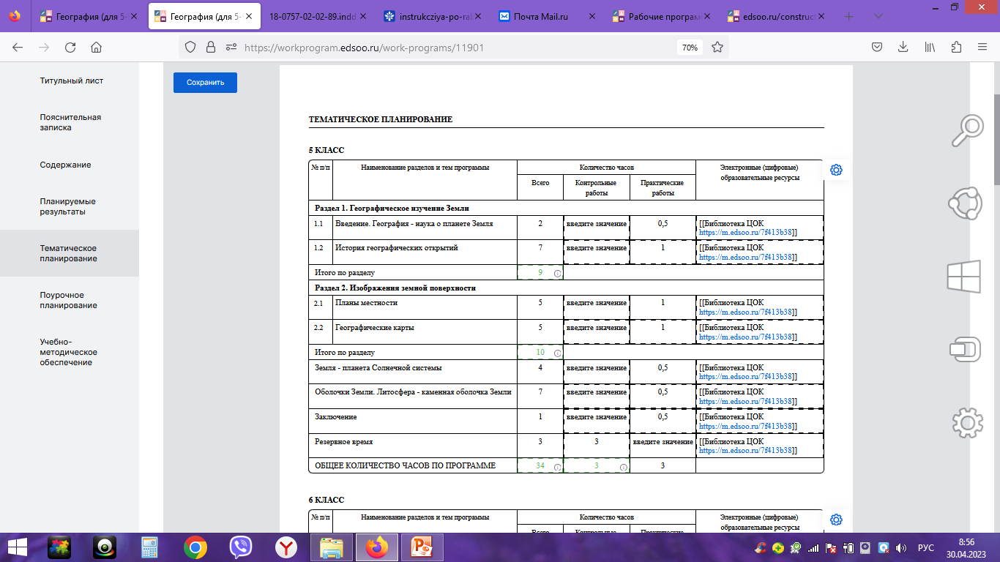 География (для 5-
География (для 5-
18-0757-02-02-89.indd
instrukcziya-po-ra
Почта Mail.ru
Рабочие програм
edsoo.ru/construct
https://workprogram.edsoo.ru/work-programs/11901
70%
Титульный лист
Пояснительная
записка
Содержание
Планируемые
результаты
Тематическое
планирование
Поурочное
планирование
Учебно-
методическое
обеспечение
Сохранить
ТЕМАТИЧЕСКОЕ ПЛАНИРОВАНИЕ
5 КЛАСС
№ п/п Наименование разделов и тем программы Количество часов Электронные (цифровые)
образовательные ресурсы
Всего Контрольные Практические
работы работы
Раздел 1. Географическое изучение Земли
1.1 Введение. География - наука о планете Земля 2 введите значение 0,5 [[Библиотека ЦОК
https://m.edsoo.ru/7f413b38]]
1.2 История географических открытий 7 введите значение 1 [[Библиотека ЦОК
https://m.edsoo.ru/7f413b38]]
Итого по разделу 9
Раздел 2. Изображения земной поверхности
2.1 Планы местности 5 введите значение 1 [[Библиотека ЦОК
https://m.edsoo.ru/7f413b38]]
2.2 Географические карты 5 введите значение 1 [[Библиотека ЦОК
https://m.edsoo.ru/7f413b38]]
Итого по разделу 10
Земля - планета Солнечной системы 4 введите значение 0,5 [[Библиотека ЦОК
https://m.edsoo.ru/7f413b38]]
Оболочки Земли. Литосфера - каменная оболочка Земли 7 введите значение 0,5 [[Библиотека ЦОК
https://m.edsoo.ru/7f413b38]]
Заключение 1 введите значение 0,5 [[Библиотека ЦОК
https://m.edsoo.ru/7f413b38]]
Резервное время 3 3 введите значение [[Библиотека ЦОК
https://m.edsoo.ru/7f413b38]]
ОБЩЕЕ КОЛИЧЕСТВО ЧАСОВ ПО ПРОГРАММЕ 34 3 3
6 КЛАСС
№ п/п Наименование разделов и тем программы Количество часов Электронные (цифровые)
образовательные ресурсы
Всего Контрольные Практические
РУС
8:56
30.04.2023